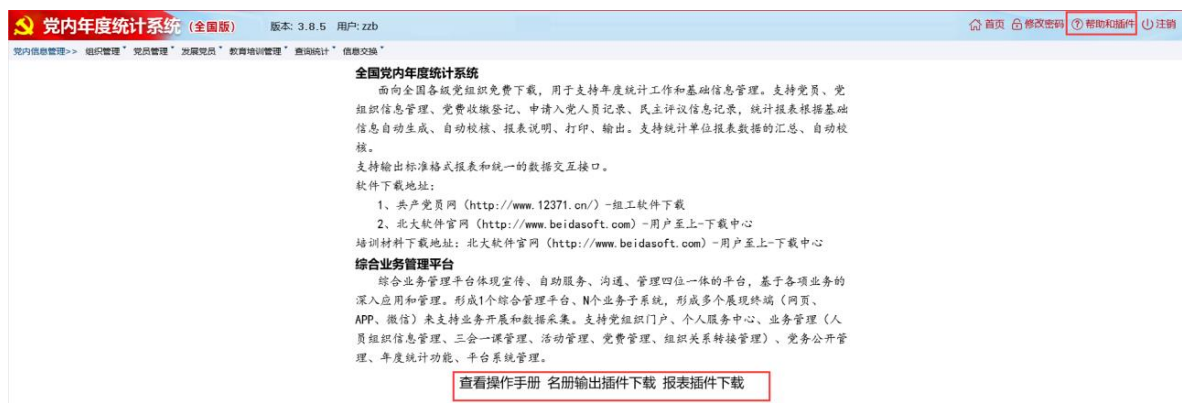 党内年度统计系统（全国版） 版本: 3.8.5 用户: zzb 首页 修改密码 帮助和插件 注销
党内信息管理>> 组织管理 党员管理 发展党员 教育培训管理 查询统计 信息交换
全国党内年度统计系统
面向全国各级党组织免费下载，用于支持年度统计工作和基础信息管理。支持党员、党
组织信息管理、党费收缴登记、申请入党人员记录、民主评议信息记录，统计报表根据基础
信息自动生成、自动校核、报表说明、打印、输出。支持统计单位报表数据的汇总、自动校
核。
支持输出标准格式报表和统一的数据交互接口。
软件下载地址：
1、共产党员网（http://www.12371.cn/）-组工软件下载
2、北大软件官网（http://www.beidasoft.com）-用户至上-下载中心
培训材料下载地址：北大软件官网（http://www.beidasoft.com）-用户至上-下载中心
综合业务管理平台
综合业务管理平台体现宣传、自助服务、沟通、管理四位一体的平台，基于各项业务的
深入应用和管理。形成1个综合管理平台、N个业务子系统，形成多个展现终端（网页、
APP、微信）来支持业务开展和数据采集。支持党组织门户、个人服务中心、业务管理（人
员组织信息管理、三会一课管理、活动管理、党费管理、组织关系转接管理）、党务公开管
理、年度统计功能、平台系统管理。
查看操作手册 名册输出插件下载 报表插件下载